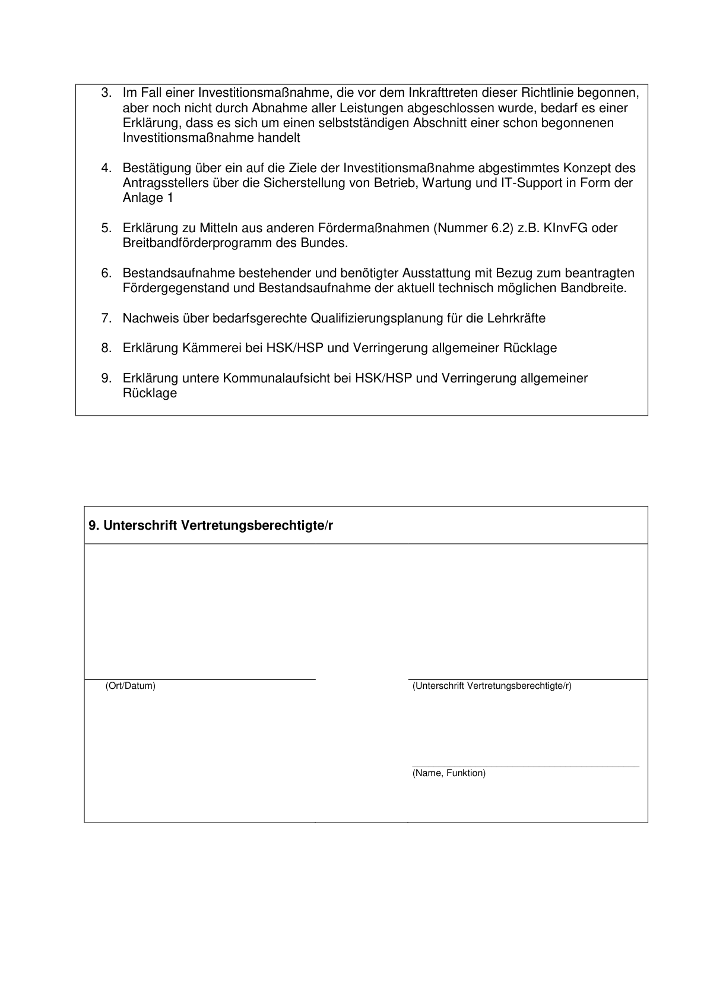 3. Im Fall einer Investitionsmaßnahme, die vor dem Inkrafttreten dieser Richtlinie begonnen,
aber noch nicht durch Abnahme aller Leistungen abgeschlossen wurde, bedarf es einer
Erklärung, dass es sich um einen selbstständigen Abschnitt einer schon begonnenen
Investitionsmaßnahme handelt
4. Bestätigung über ein auf die Ziele der Investitionsmaßnahme abgestimmtes Konzept des
Antragsstellers über die Sicherstellung von Betrieb, Wartung und IT-Support in Form der
Anlage 1
5. Erklärung zu Mitteln aus anderen Fördermaßnahmen (Nummer 6.2) z.B. KInvFG oder
Breitbandförderprogramm des Bundes.
6. Bestandsaufnahme bestehender und benötigter Ausstattung mit Bezug zum beantragten
Fördergegenstand und Bestandsaufnahme der aktuell technisch möglichen Bandbreite.
7. Nachweis über bedarfsgerechte Qualifizierungsplanung für die Lehrkräfte
8. Erklärung Kämmerei bei HSK/HSP und Verringerung allgemeiner Rücklage
9. Erklärung untere Kommunalaufsicht bei HSK/HSP und Verringerung allgemeiner
Rücklage
9. Unterschrift Vertretungsberechtigte/r
(Ort/Datum) (Unterschrift Vertretungsberechtigte/r)
(Name, Funktion)